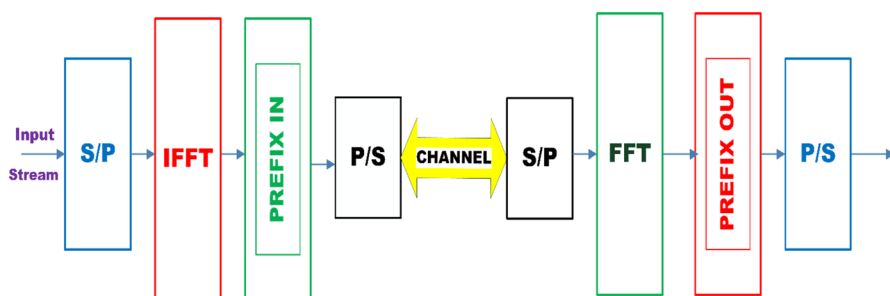 Input
Stream
S/P
IFFT
PREFIX IN
P/S
CHANNEL
S/P
FFT
PREFIX OUT
P/S